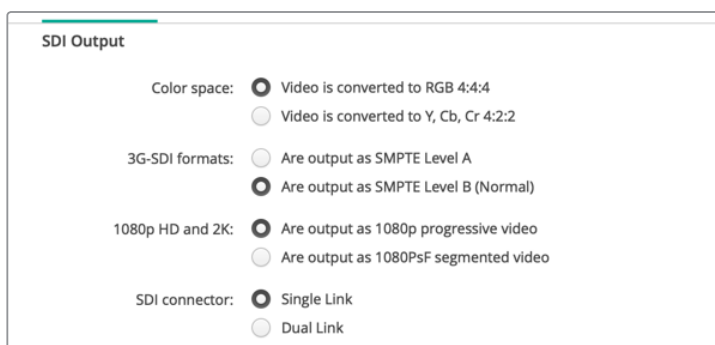 SDI Output
Color space: Video is converted to RGB 4:4:4
Video is converted to Y, Cb, Cr 4:2:2
3G-SDI formats: Are output as SMPTE Level A
Are output as SMPTE Level B (Normal)
1080p HD and 2K: Are output as 1080p progressive video
Are output as 1080PsF segmented video
SDI connector: Single Link
Dual Link